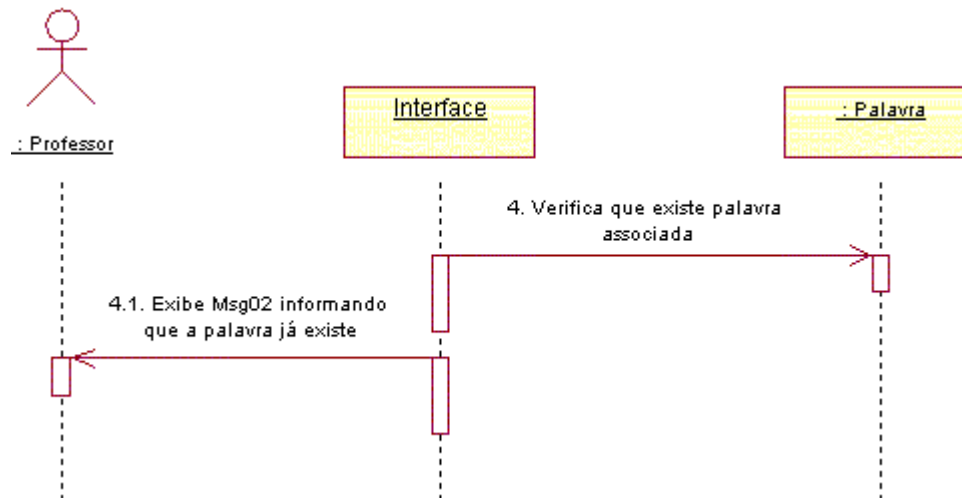 : Professor
Interface
: Palavra
4. Verifica que existe palavra
associada
4.1. Exibe Msg02 informando
que a palavra já existe